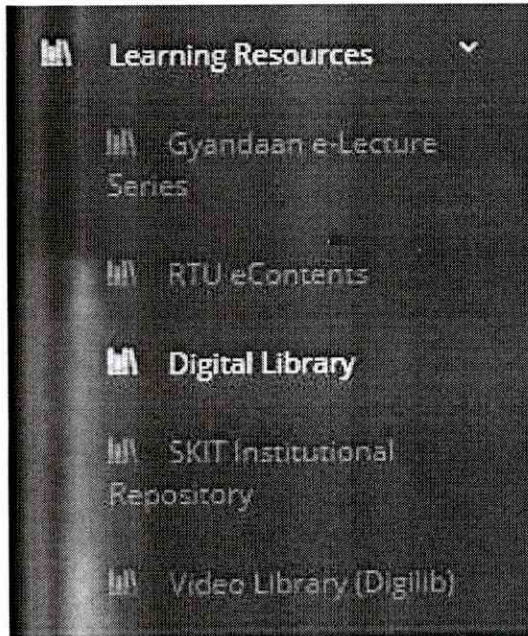 Learning Resources
Gyandaan e-Lecture
Series
RTU eContents
Digital Library
SKIT Institutional
Repository
Video Library (Digilib)